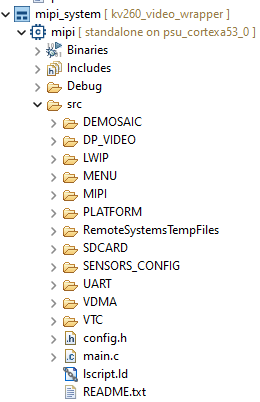 mipi_system [ kv260_video_wrapper ]
mipi [ standalone on psu_cortexa53_0 ]
Binaries
Includes
Debug
src
DEMOSAIC
DP_VIDEO
LWIP
MENU
MIPI
PLATFORM
RemoteSystemsTempFiles
SDCARD
SENSORS_CONFIG
UART
VDMA
VTC
config.h
main.c
lscript.ld
README.txt